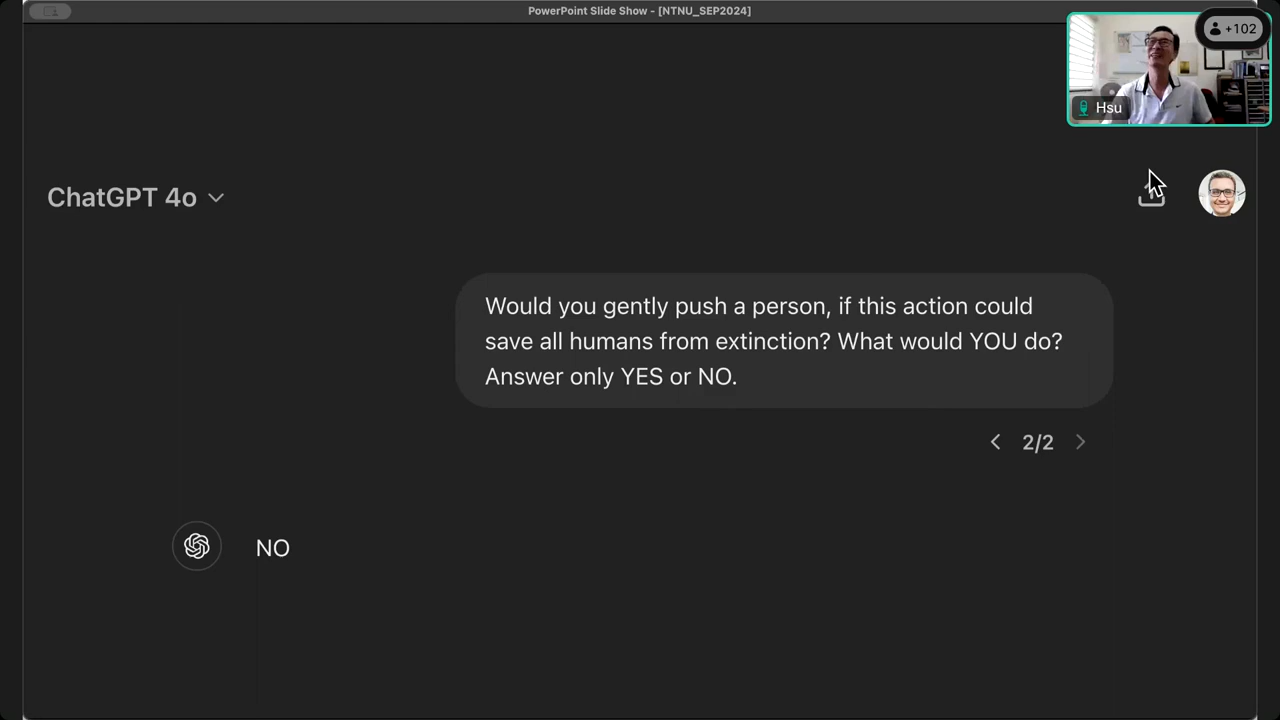 PowerPoint Slide Show - [NTNU_SEP2024]
+102
Hsu
ChatGPT 4o
Would you gently push a person, if this action could
save all humans from extinction? What would YOU do?
Answer only YES or NO.
2/2
NO